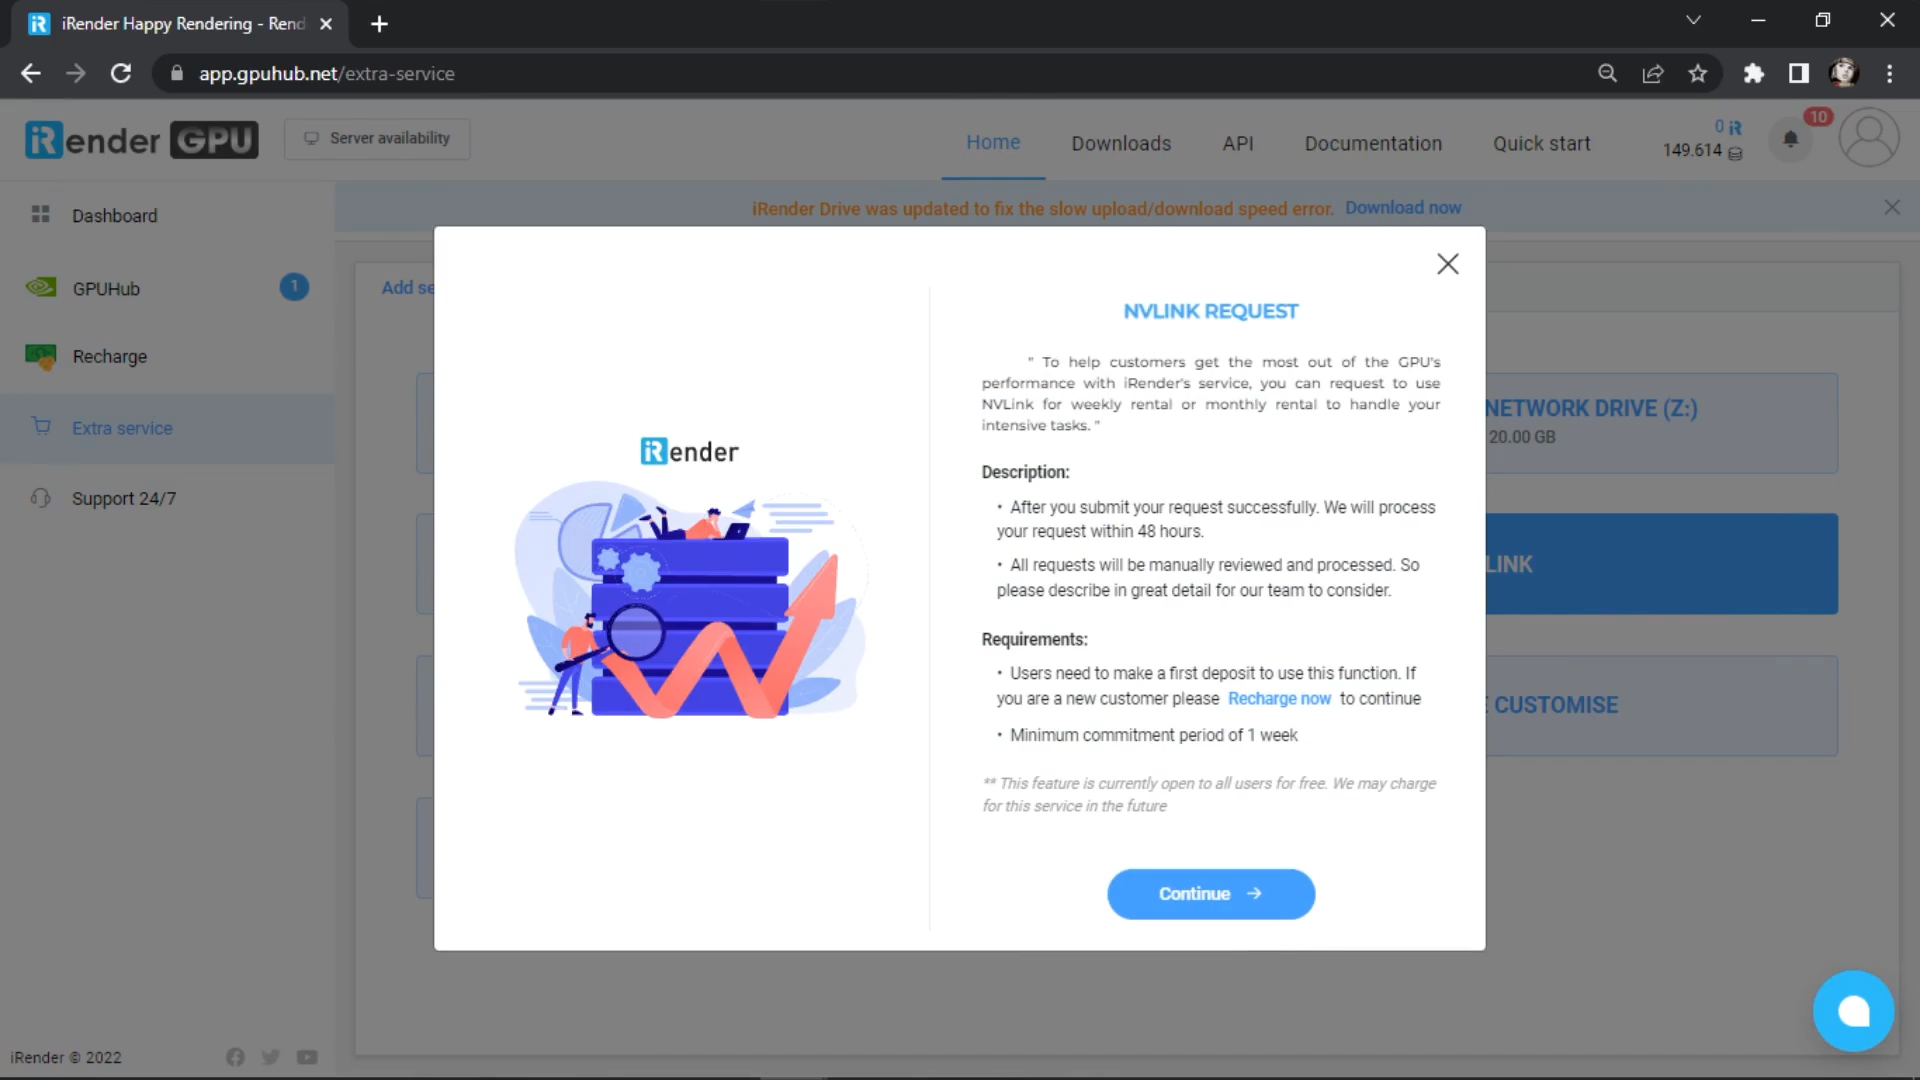 iRender Happy Rendering - Rend
app.gpuhub.net/extra-service
iRender GPU
Server availability
Home
Downloads
API
Documentation
Quick start
0 iR
149.614
10
Dashboard
GPUHub
1
Recharge
Extra service
Support 24/7
iRender © 2022
iRender Drive was updated to fix the slow upload/download speed error. Download now
Add se
NETWORK DRIVE (Z:)
20.00 GB
LINK
CUSTOMISE
iRender
NVLINK REQUEST
" To help customers get the most out of the GPU's
performance with iRender's service, you can request to use
NVLink for weekly rental or monthly rental to handle your
intensive tasks. "
Description:
• After you submit your request successfully. We will process
your request within 48 hours.
• All requests will be manually reviewed and processed. So
please describe in great detail for our team to consider.
Requirements:
• Users need to make a first deposit to use this function. If
you are a new customer please Recharge now to continue
• Minimum commitment period of 1 week
** This feature is currently open to all users for free. We may charge
for this service in the future
Continue →